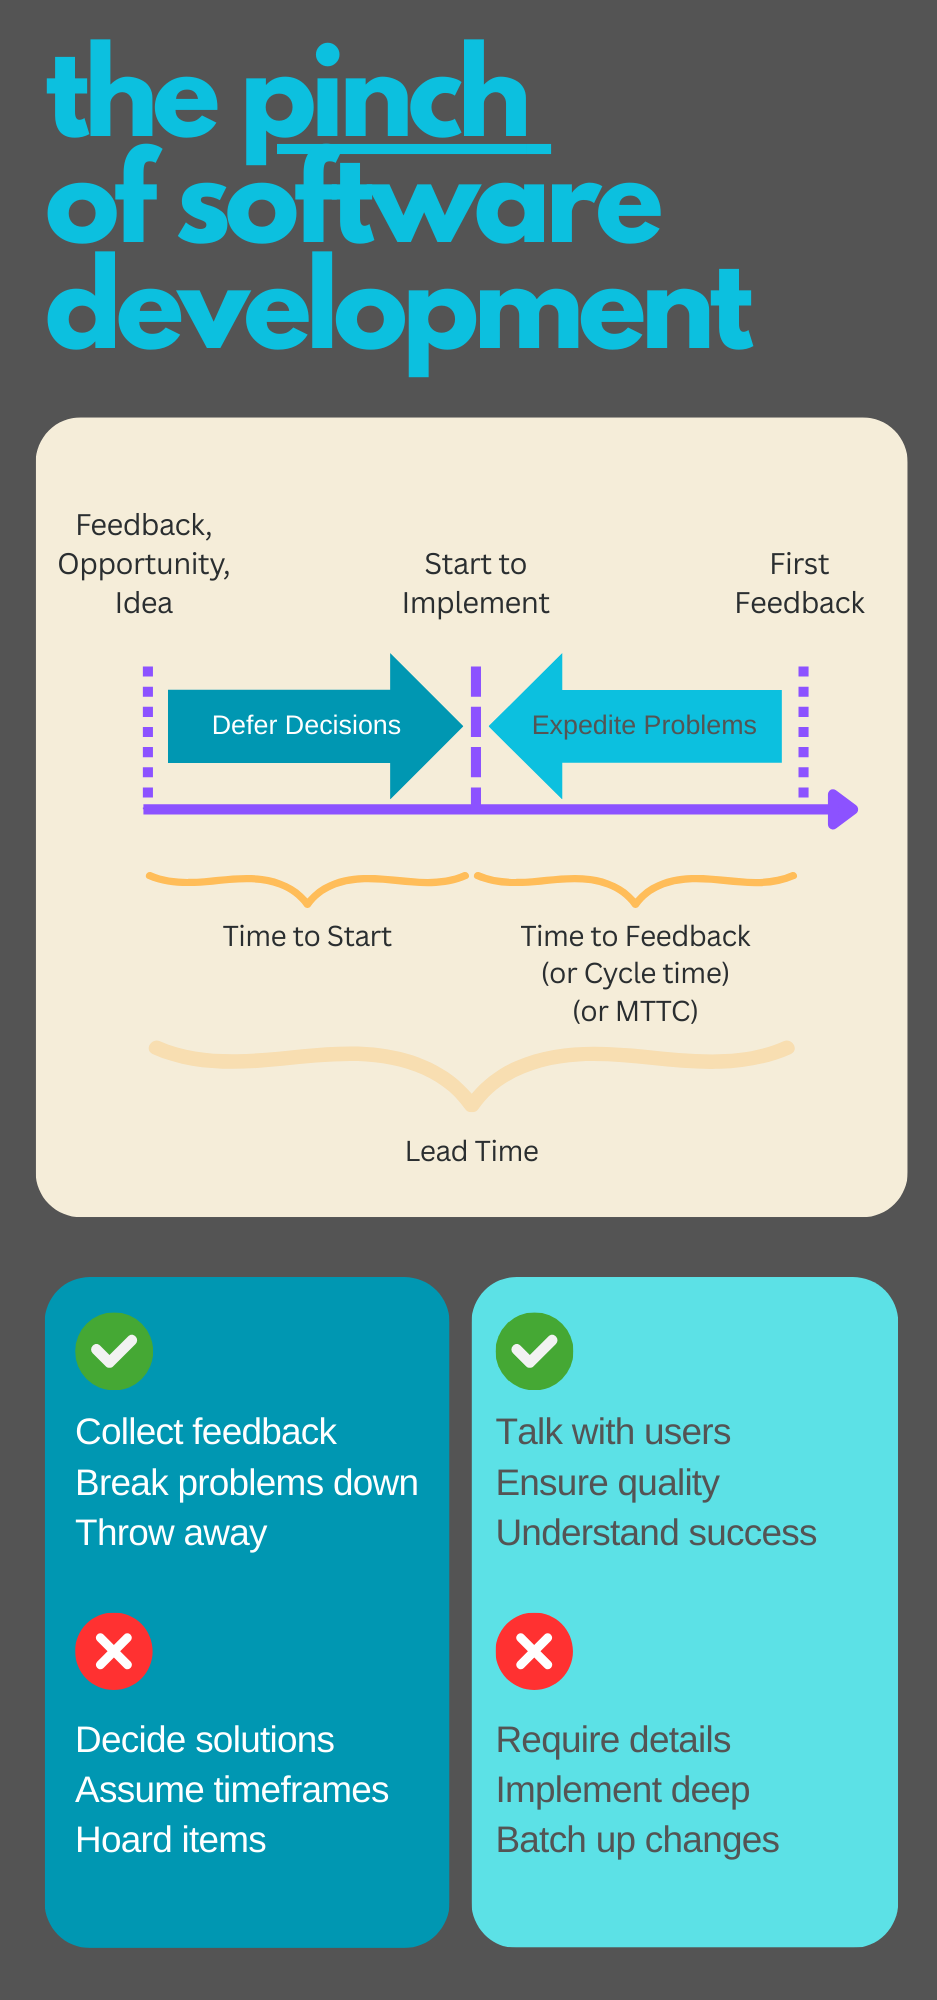 the pinch
of software
development
Feedback,
Opportunity,
Idea
Start to
Implement
First
Feedback
Defer Decisions
Expedite Problems
Time to Start
Time to Feedback
(or Cycle time)
(or MTTC)
Lead Time
Collect feedback
Break problems down
Throw away
Decide solutions
Assume timeframes
Hoard items
Talk with users
Ensure quality
Understand success
Require details
Implement deep
Batch up changes